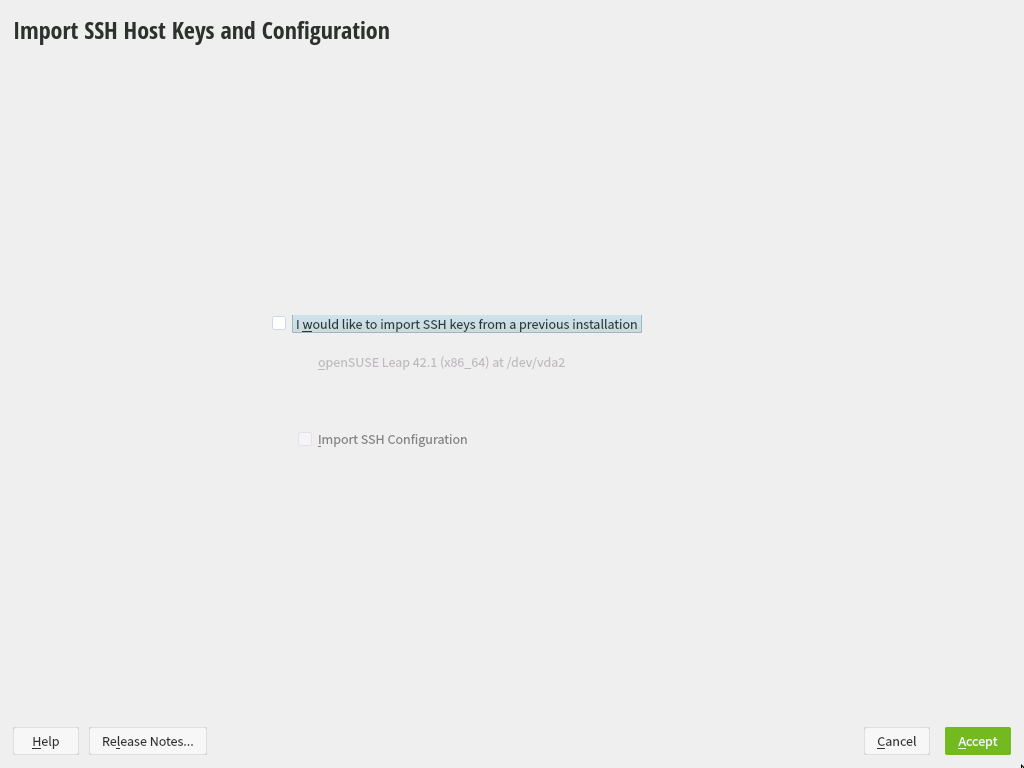 Import SSH Host Keys and Configuration
I would like to import SSH keys from a previous installation
openSUSE Leap 42.1 (x86_64) at /dev/vda2
Import SSH Configuration
Help
Release Notes...
Cancel
Accept